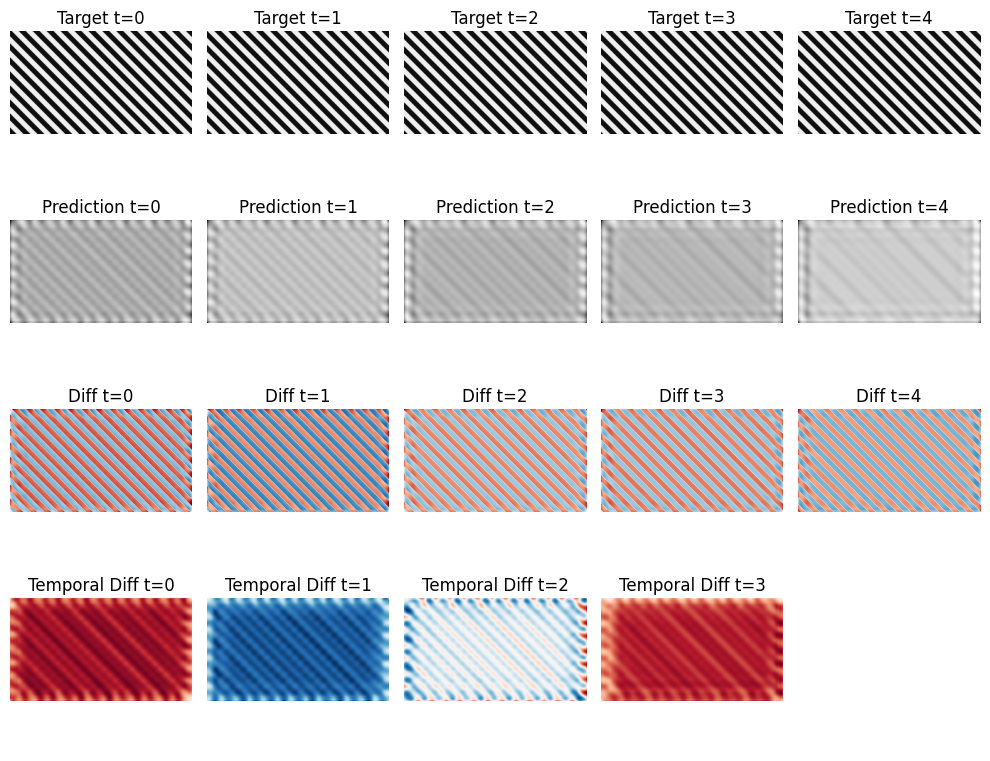 Target t=0 Target t=1 Target t=2 Target t=3 Target t=4
Prediction t=0 Prediction t=1 Prediction t=2 Prediction t=3 Prediction t=4
Diff t=0 Diff t=1 Diff t=2 Diff t=3 Diff t=4
Temporal Diff t=0 Temporal Diff t=1 Temporal Diff t=2 Temporal Diff t=3